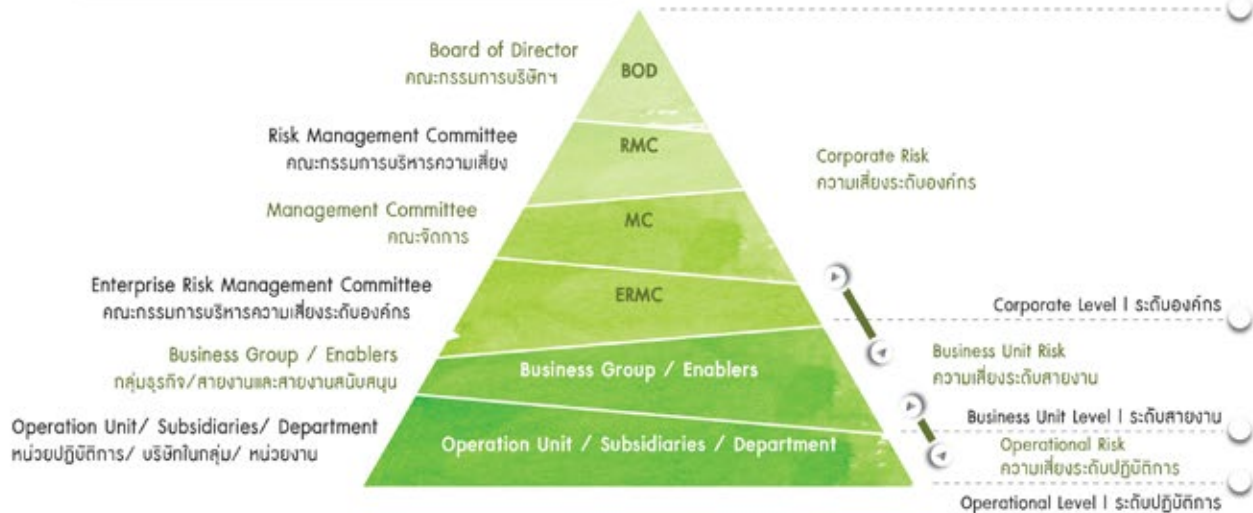 Board of Director
คณะกรรมการบริษัทฯ
BOD
Risk Management Committee
คณะกรรมการบริหารความเสี่ยง
RMC
Corporate Risk
ความเสี่ยงระดับองค์กร
Management Committee
คณะจัดการ
MC
Enterprise Risk Management Committee
คณะกรรมการบริหารความเสี่ยงระดับองค์กร
ERMC
Corporate Level | ระดับองค์กร
Business Group / Enablers
กลุ่มธุรกิจ/สายงานและสายงานสนับสนุน
Business Group / Enablers
Business Unit Risk
ความเสี่ยงระดับสายงาน
Operation Unit/ Subsidiaries/ Department
หน่วยปฏิบัติการ/ บริษัทในกลุ่ม/ หน่วยงาน
Operation Unit / Subsidiaries / Department
Business Unit Level | ระดับสายงาน
Operational Risk
ความเสี่ยงระดับปฏิบัติการ
Operational Level | ระดับปฏิบัติการ